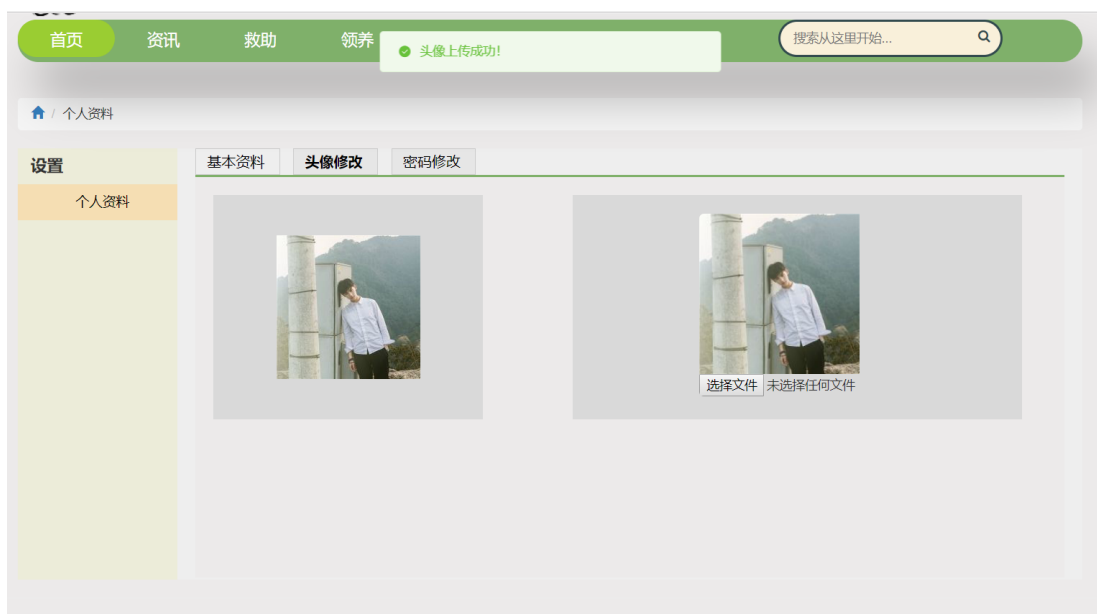 首页 资讯 救助 领养 搜索从这里开始...
头像上传成功!
/ 个人资料
设置
个人资料
基本资料 头像修改 密码修改
选择文件 未选择任何文件